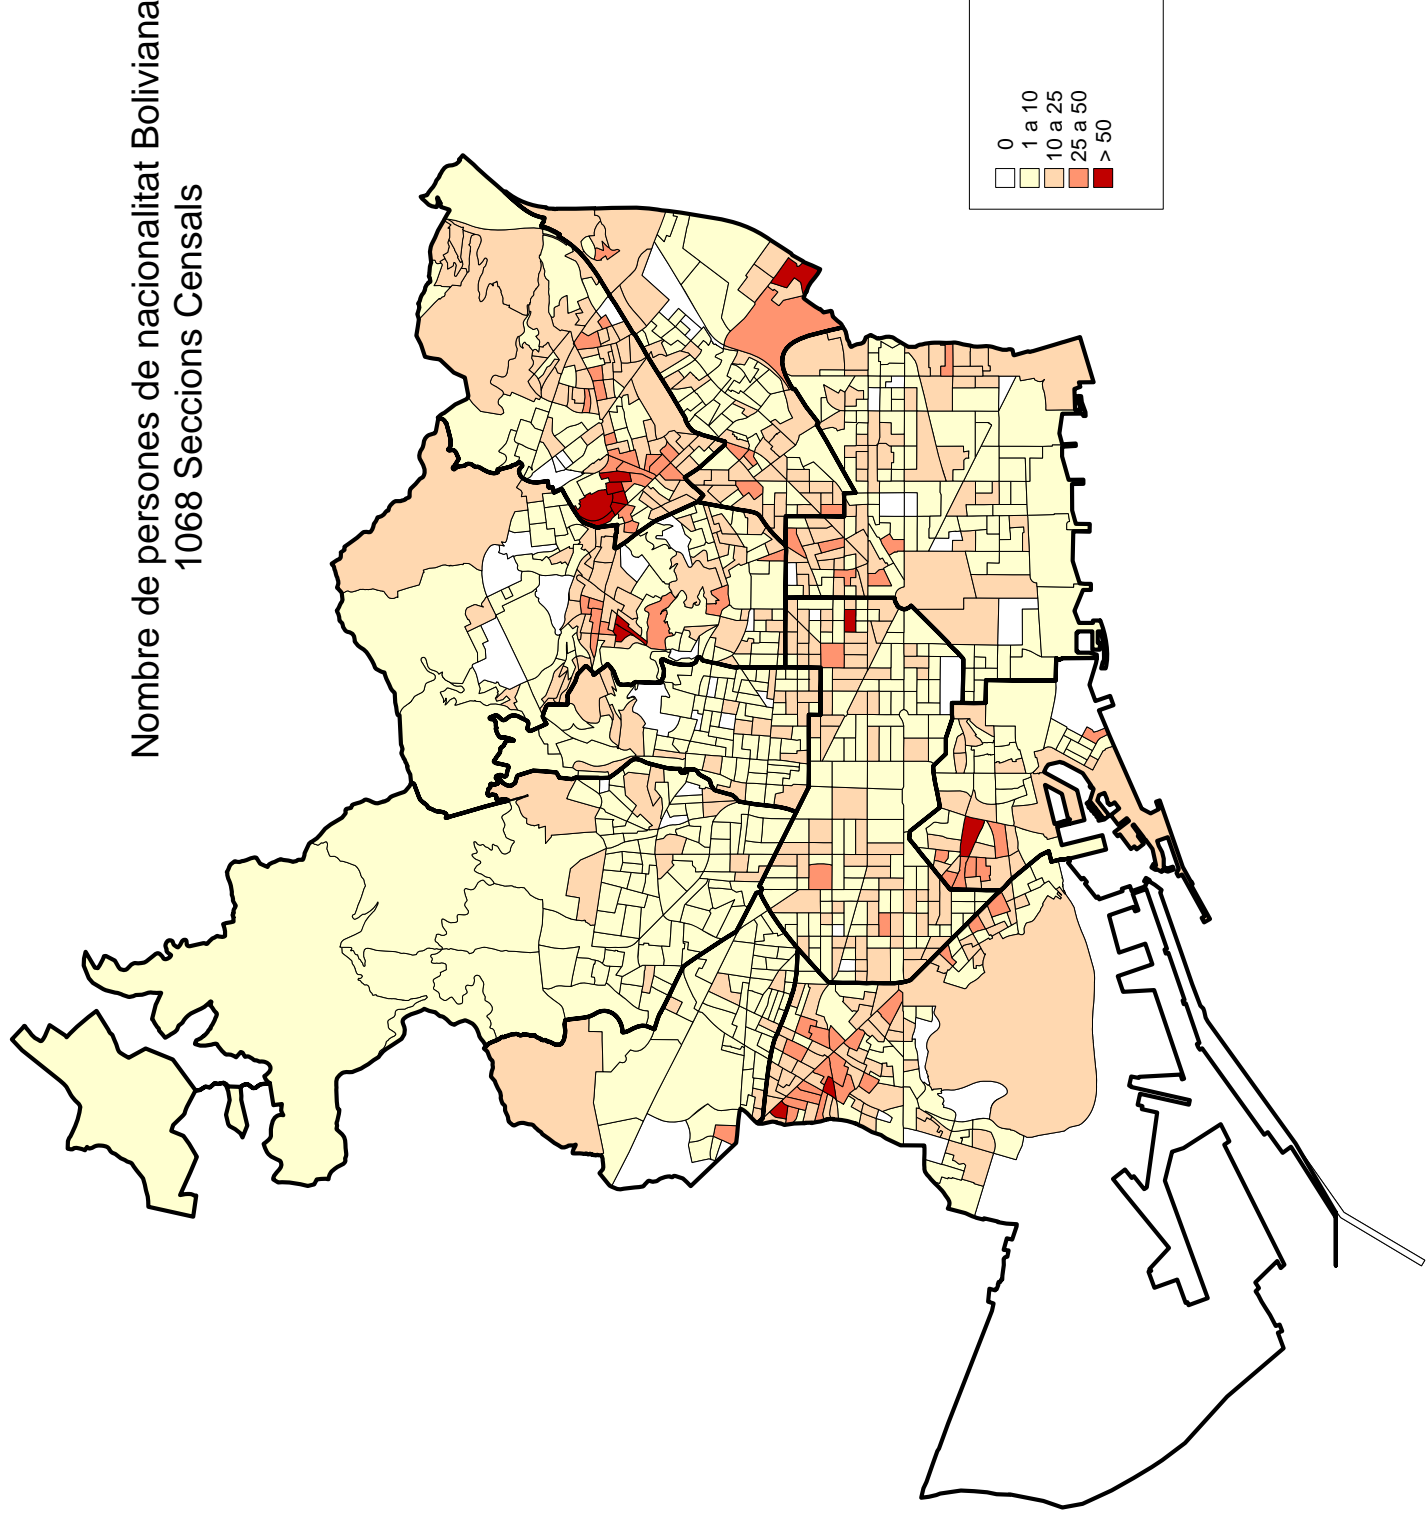 Nombre de persones de nacionalitat Boliviana
1068 Seccions Censals
0
1 a 10
10 a 25
25 a 50
> 50